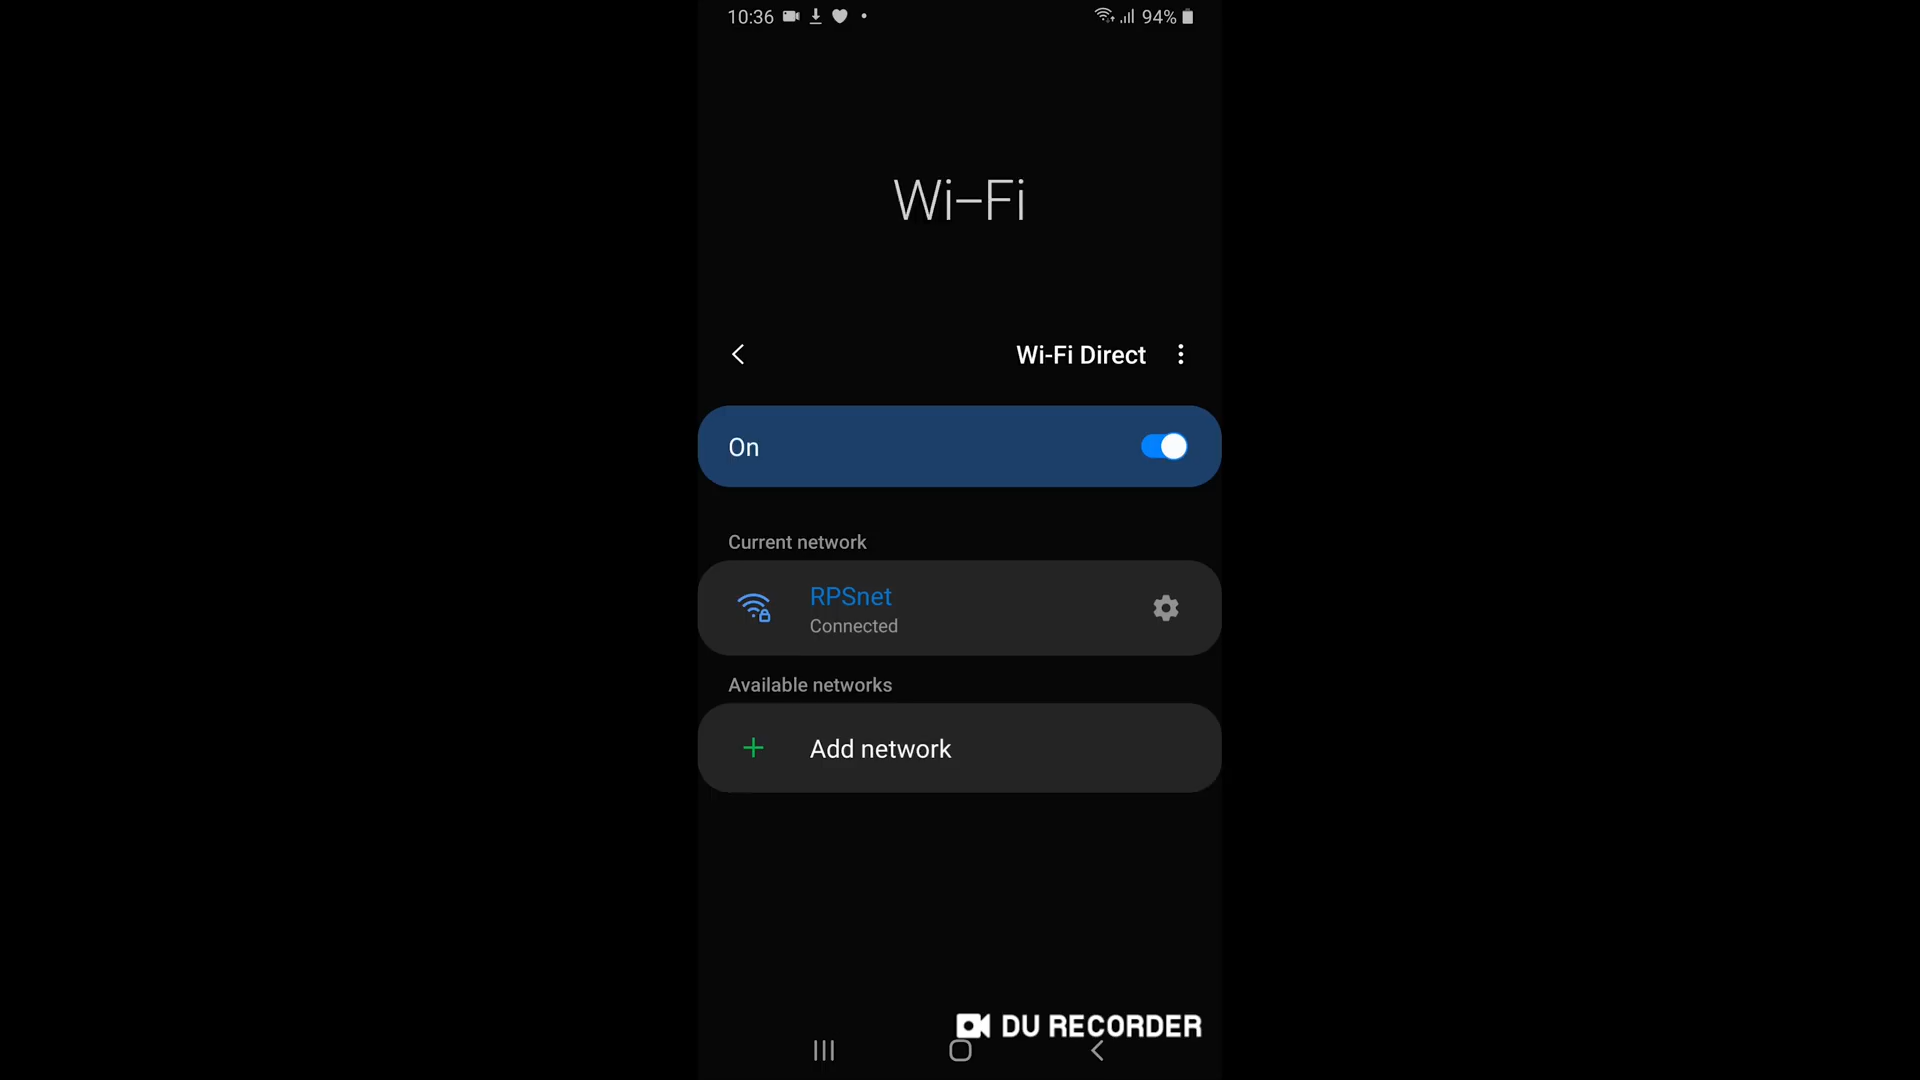 10:36
94%
Wi-Fi
Wi-Fi Direct
On
Current network
RPSnet
Connected
Available networks
Add network
DU RECORDER